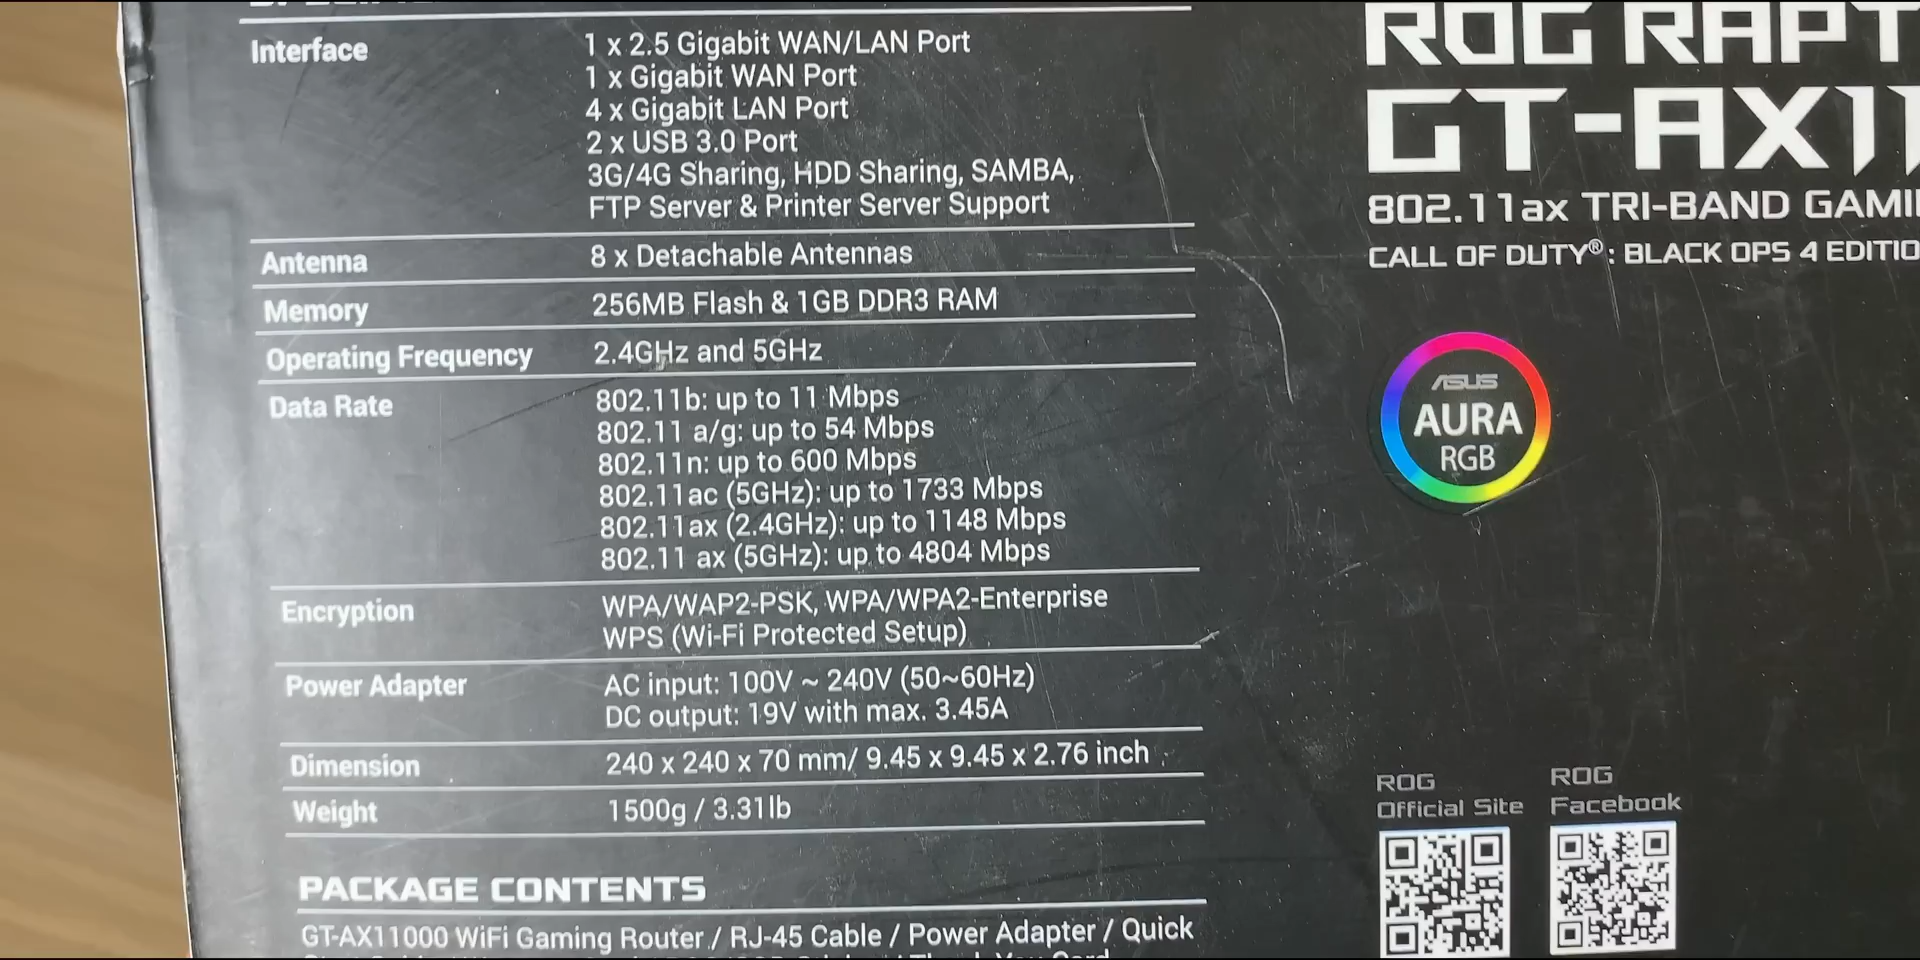 Interface
1 x 2.5 Gigabit WAN/LAN Port
1 x Gigabit WAN Port
4 x Gigabit LAN Port
2 x USB 3.0 Port
3G/4G Sharing, HDD Sharing, SAMBA,
FTP Server & Printer Server Support
Antenna
8 x Detachable Antennas
Memory
256MB Flash & 1GB DDR3 RAM
Operating Frequency
2.4GHz and 5GHz
Data Rate
802.11b: up to 11 Mbps
802.11 a/g: up to 54 Mbps
802.11n: up to 600 Mbps
802.11ac (5GHz): up to 1733 Mbps
802.11ax (2.4GHz): up to 1148 Mbps
802.11 ax (5GHz): up to 4804 Mbps
Encryption
WPA/WAP2-PSK, WPA/WPA2-Enterprise
WPS (Wi-Fi Protected Setup)
Power Adapter
AC input: 100V ~ 240V (50~60Hz)
DC output: 19V with max. 3.45A
Dimension
240 x 240 x 70 mm/ 9.45 x 9.45 x 2.76 inch
Weight
1500g / 3.31lb
PACKAGE CONTENTS
GT-AX11000 WiFi Gaming Router / RJ-45 Cable / Power Adapter / Quick
ROG RAPT
GT-AX11
802.11ax TRI-BAND GAMI
CALL OF DUTY®: BLACK OPS 4 EDITIO
ASUS
AURA
RGB
ROG
Official Site
ROG
Facebook